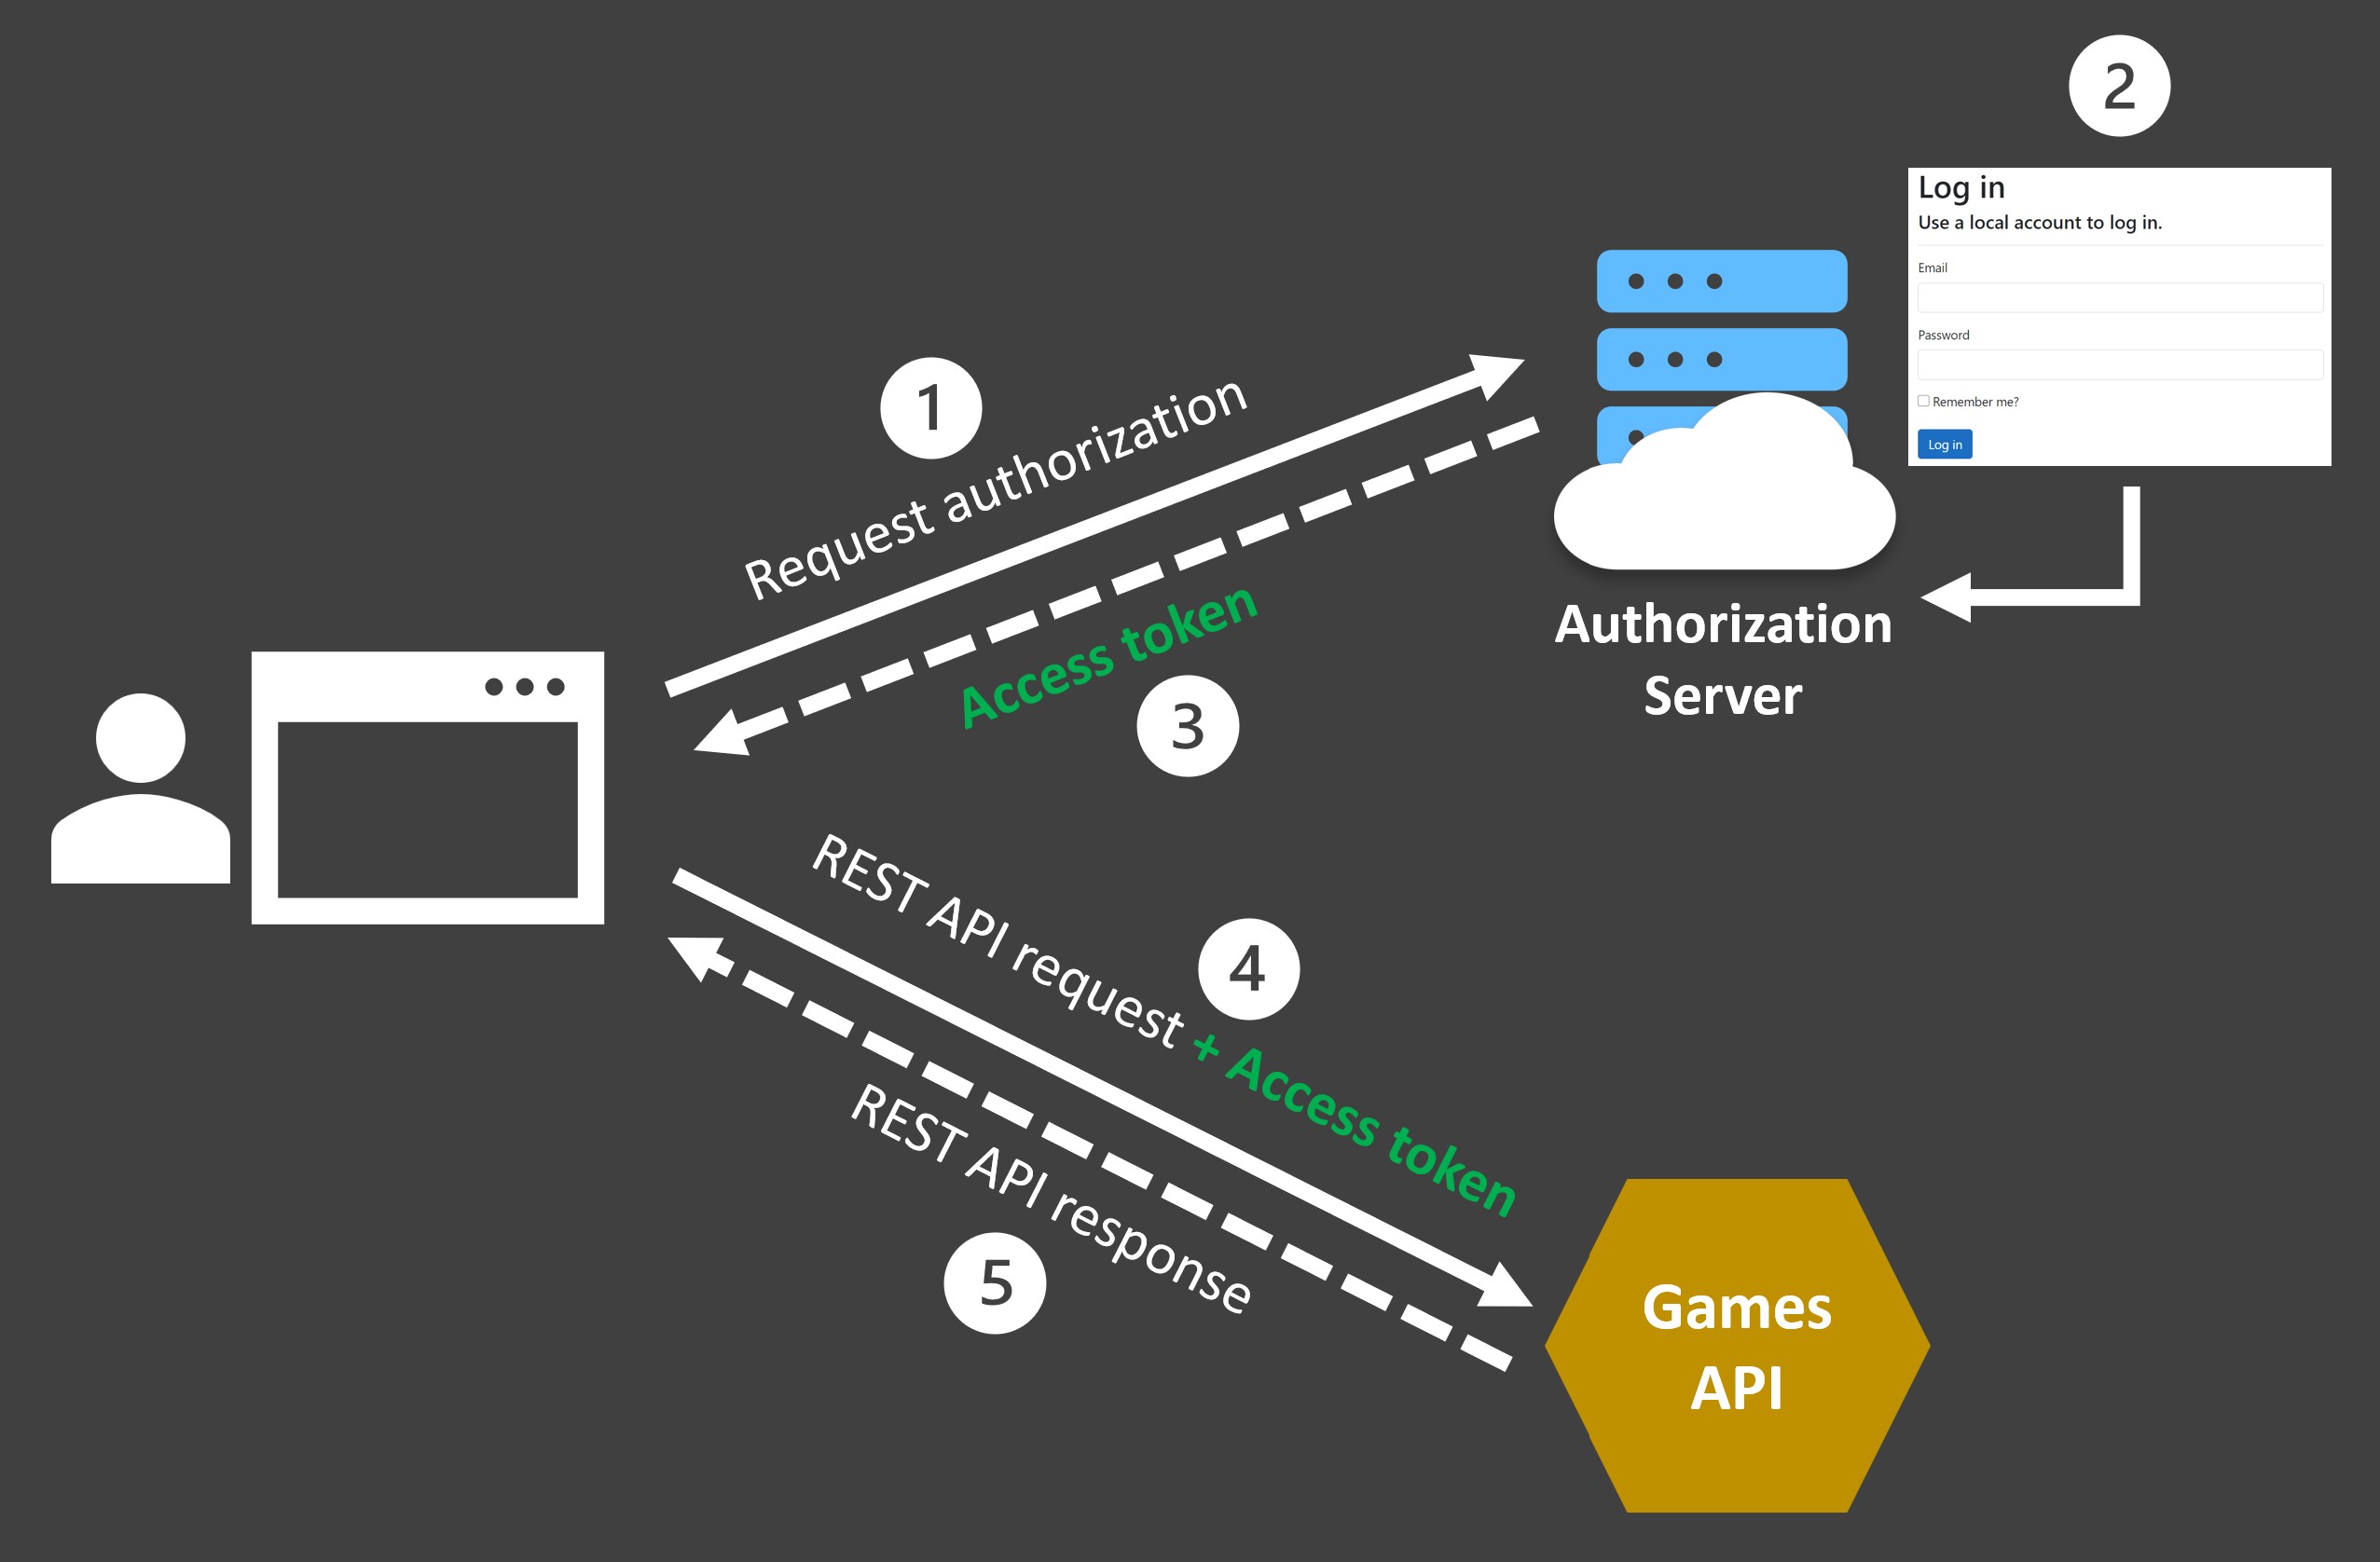 1
Request authorization
2
Log in
Use a local account to log in.
Email
Password
Remember me?
Log in
Authorization
Server
Access token
3
REST API request + Access token
4
REST API response
5
Games
API